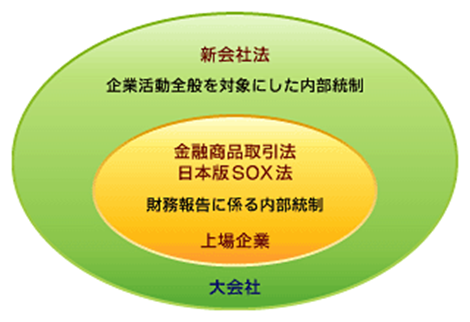 新会社法
企業活動全般を対象にした内部統制
金融商品取引法
日本版SOX法
財務報告に係る内部統制
上場企業
大会社